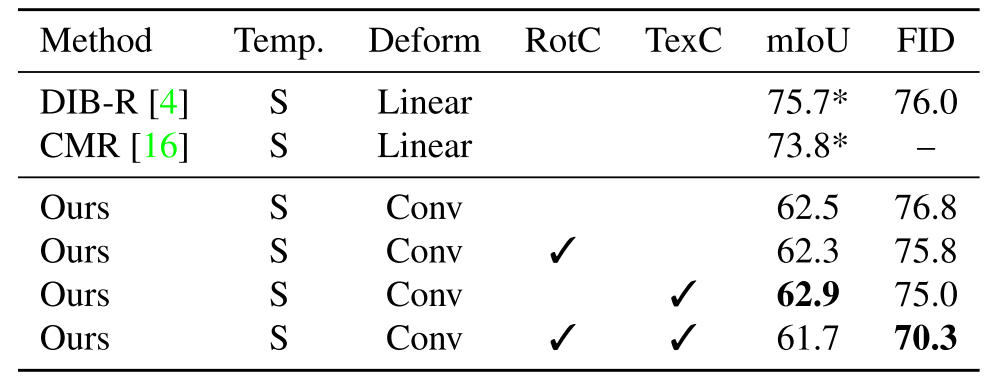 Method Temp. Deform RotC TexC mIoU FID
DIB-R [4] S Linear 75.7* 76.0
CMR [16] S Linear 73.8* –
Ours S Conv 62.5 76.8
Ours S Conv ✓ 62.3 75.8
Ours S Conv ✓ 62.9 75.0
Ours S Conv ✓ ✓ 61.7 70.3